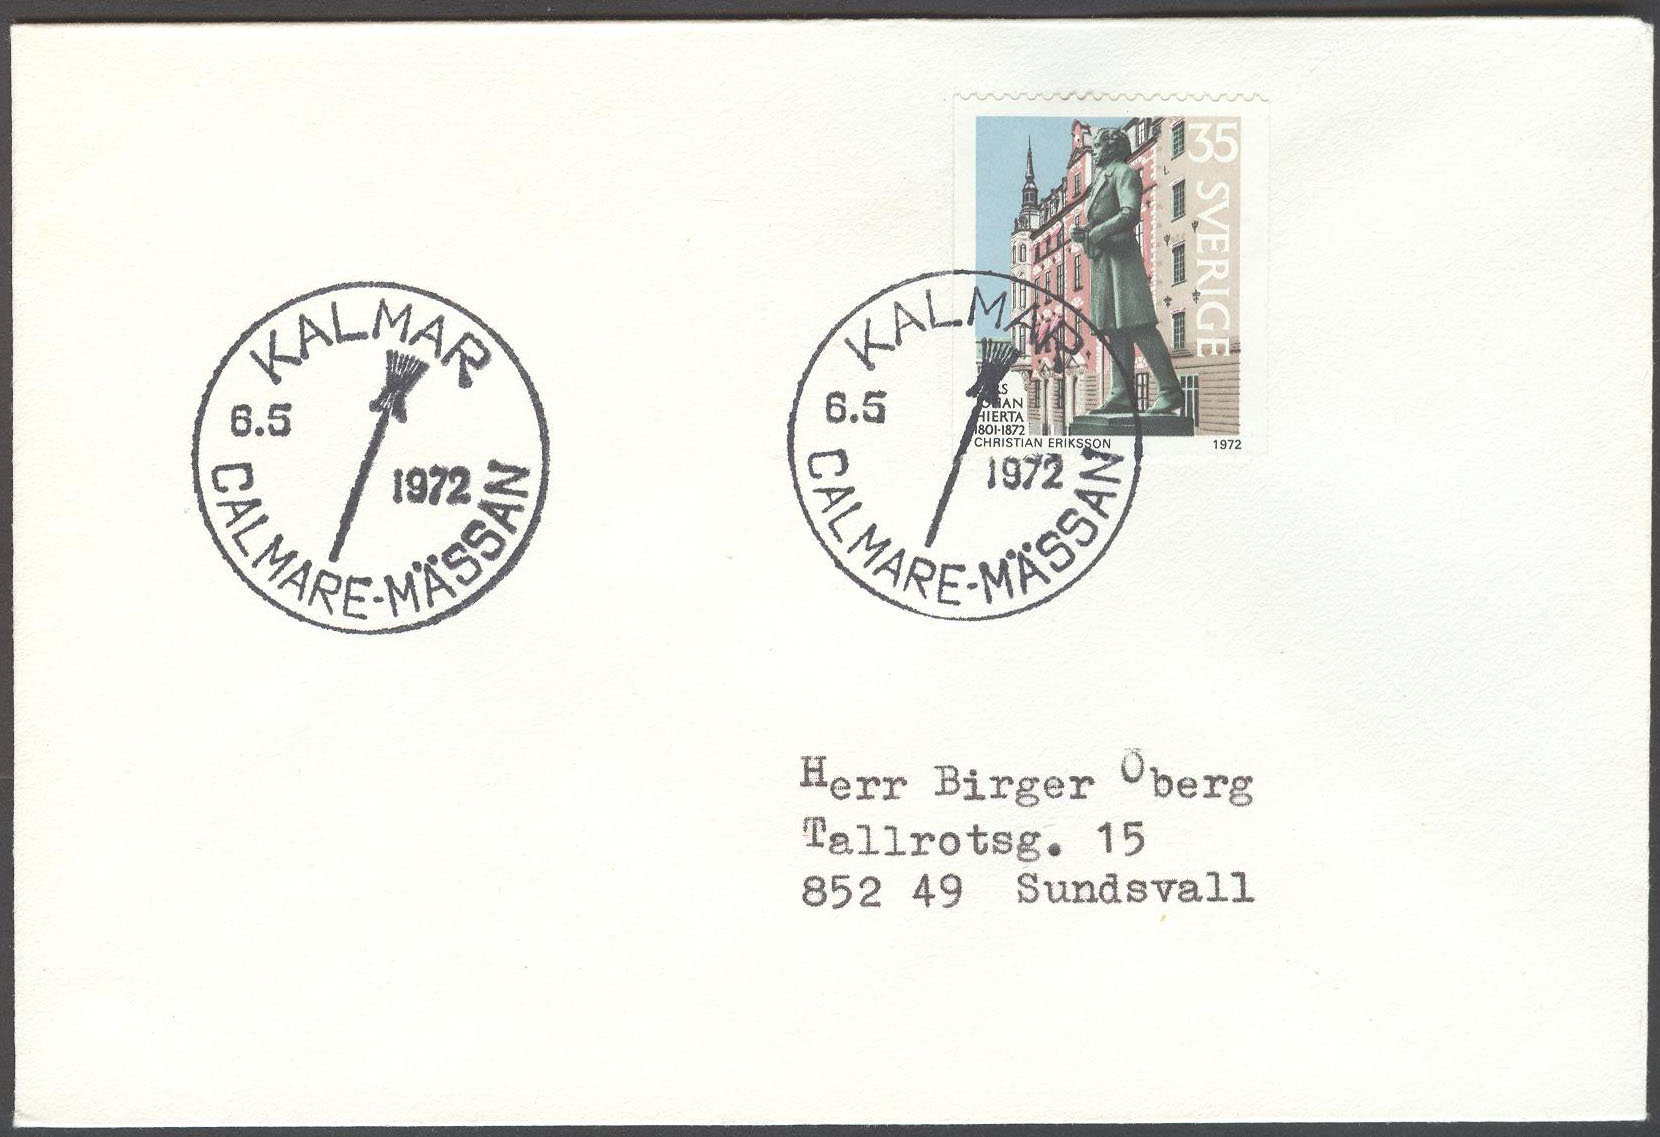 35
SVERIGE
JOHAN
HIERTA
1801-1872
CHRISTIAN ERIKSSON
1972
KALMAR
6.5
1972
CALMARE-MÄSSAN
KALMAR
6.5
1972
CALMARE-MÄSSAN
Herr Birger Öberg
Tallrotsg. 15
852 49 Sundsvall